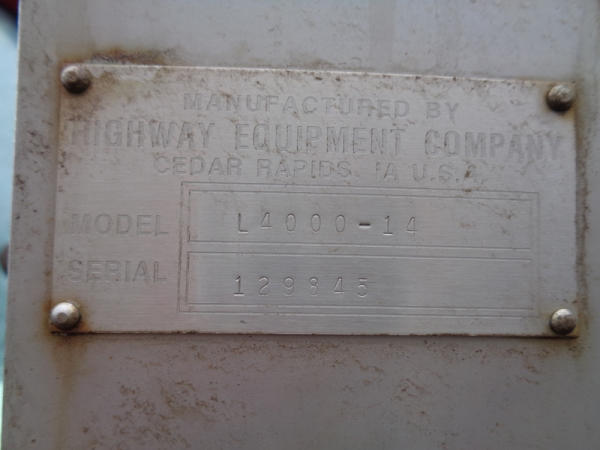 MANUFACTURED BY
HIGHWAY EQUIPMENT COMPANY
CEDAR RAPIDS, IA U.S.A.
MODEL L4000-14
SERIAL 129845